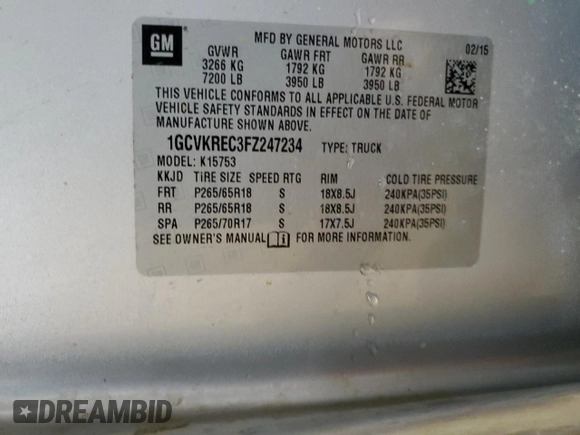 GM
MFD BY GENERAL MOTORS LLC 02/15
GVWR GAWR FRT GAWR RR
3266 KG 1792 KG 1792 KG
7200 LB 3950 LB 3950 LB
THIS VEHICLE CONFORMS TO ALL APPLICABLE U.S. FEDERAL MOTOR
VEHICLE SAFETY STANDARDS IN EFFECT ON THE DATE OF
MANUFACTURE SHOWN ABOVE.
1GCVKREC3FZ247234 TYPE: TRUCK
MODEL: K15753
KKJD TIRE SIZE SPEED RTG RIM COLD TIRE PRESSURE
FRT P265/65R18 S 18X8.5J 240KPA(35PSI)
RR P265/65R18 S 18X8.5J 240KPA(35PSI)
SPA P265/70R17 S 17X7.5J 240KPA(35PSI)
SEE OWNER'S MANUAL FOR MORE INFORMATION.
DREAMBID